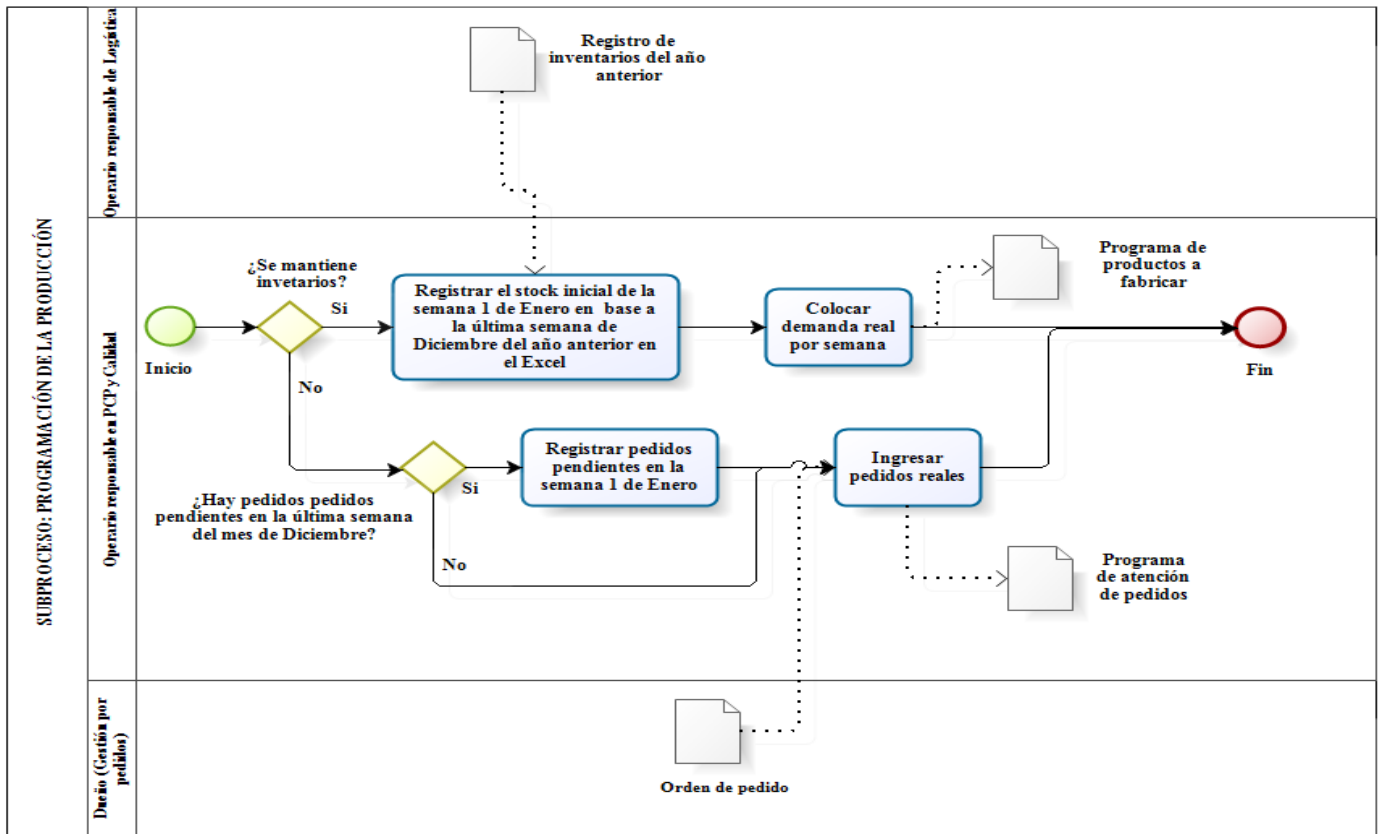 SUBPROCESO: PROGRAMACIÓN DE LA PRODUCCIÓN
Operario responsable de Logística
Registro de
inventarios del año
anterior
Operario responsable en PCP y Calidad
Inicio
¿Se mantiene
invetarios?
Si
No
Registrar el stock inicial de la
semana 1 de Enero en base a
la última semana de
Diciembre del año anterior en
el Excel
Colocar
demanda real
por semana
Programa de
productos a
fabricar
Fin
¿Hay pedidos pedidos
pendientes en la última semana
del mes de Diciembre?
Si
No
Registrar pedidos
pendientes en la
semana 1 de Enero
Ingresar
pedidos reales
Programa
de atención
de pedidos
Dueño (Gestión por
pedidos)
Orden de pedido